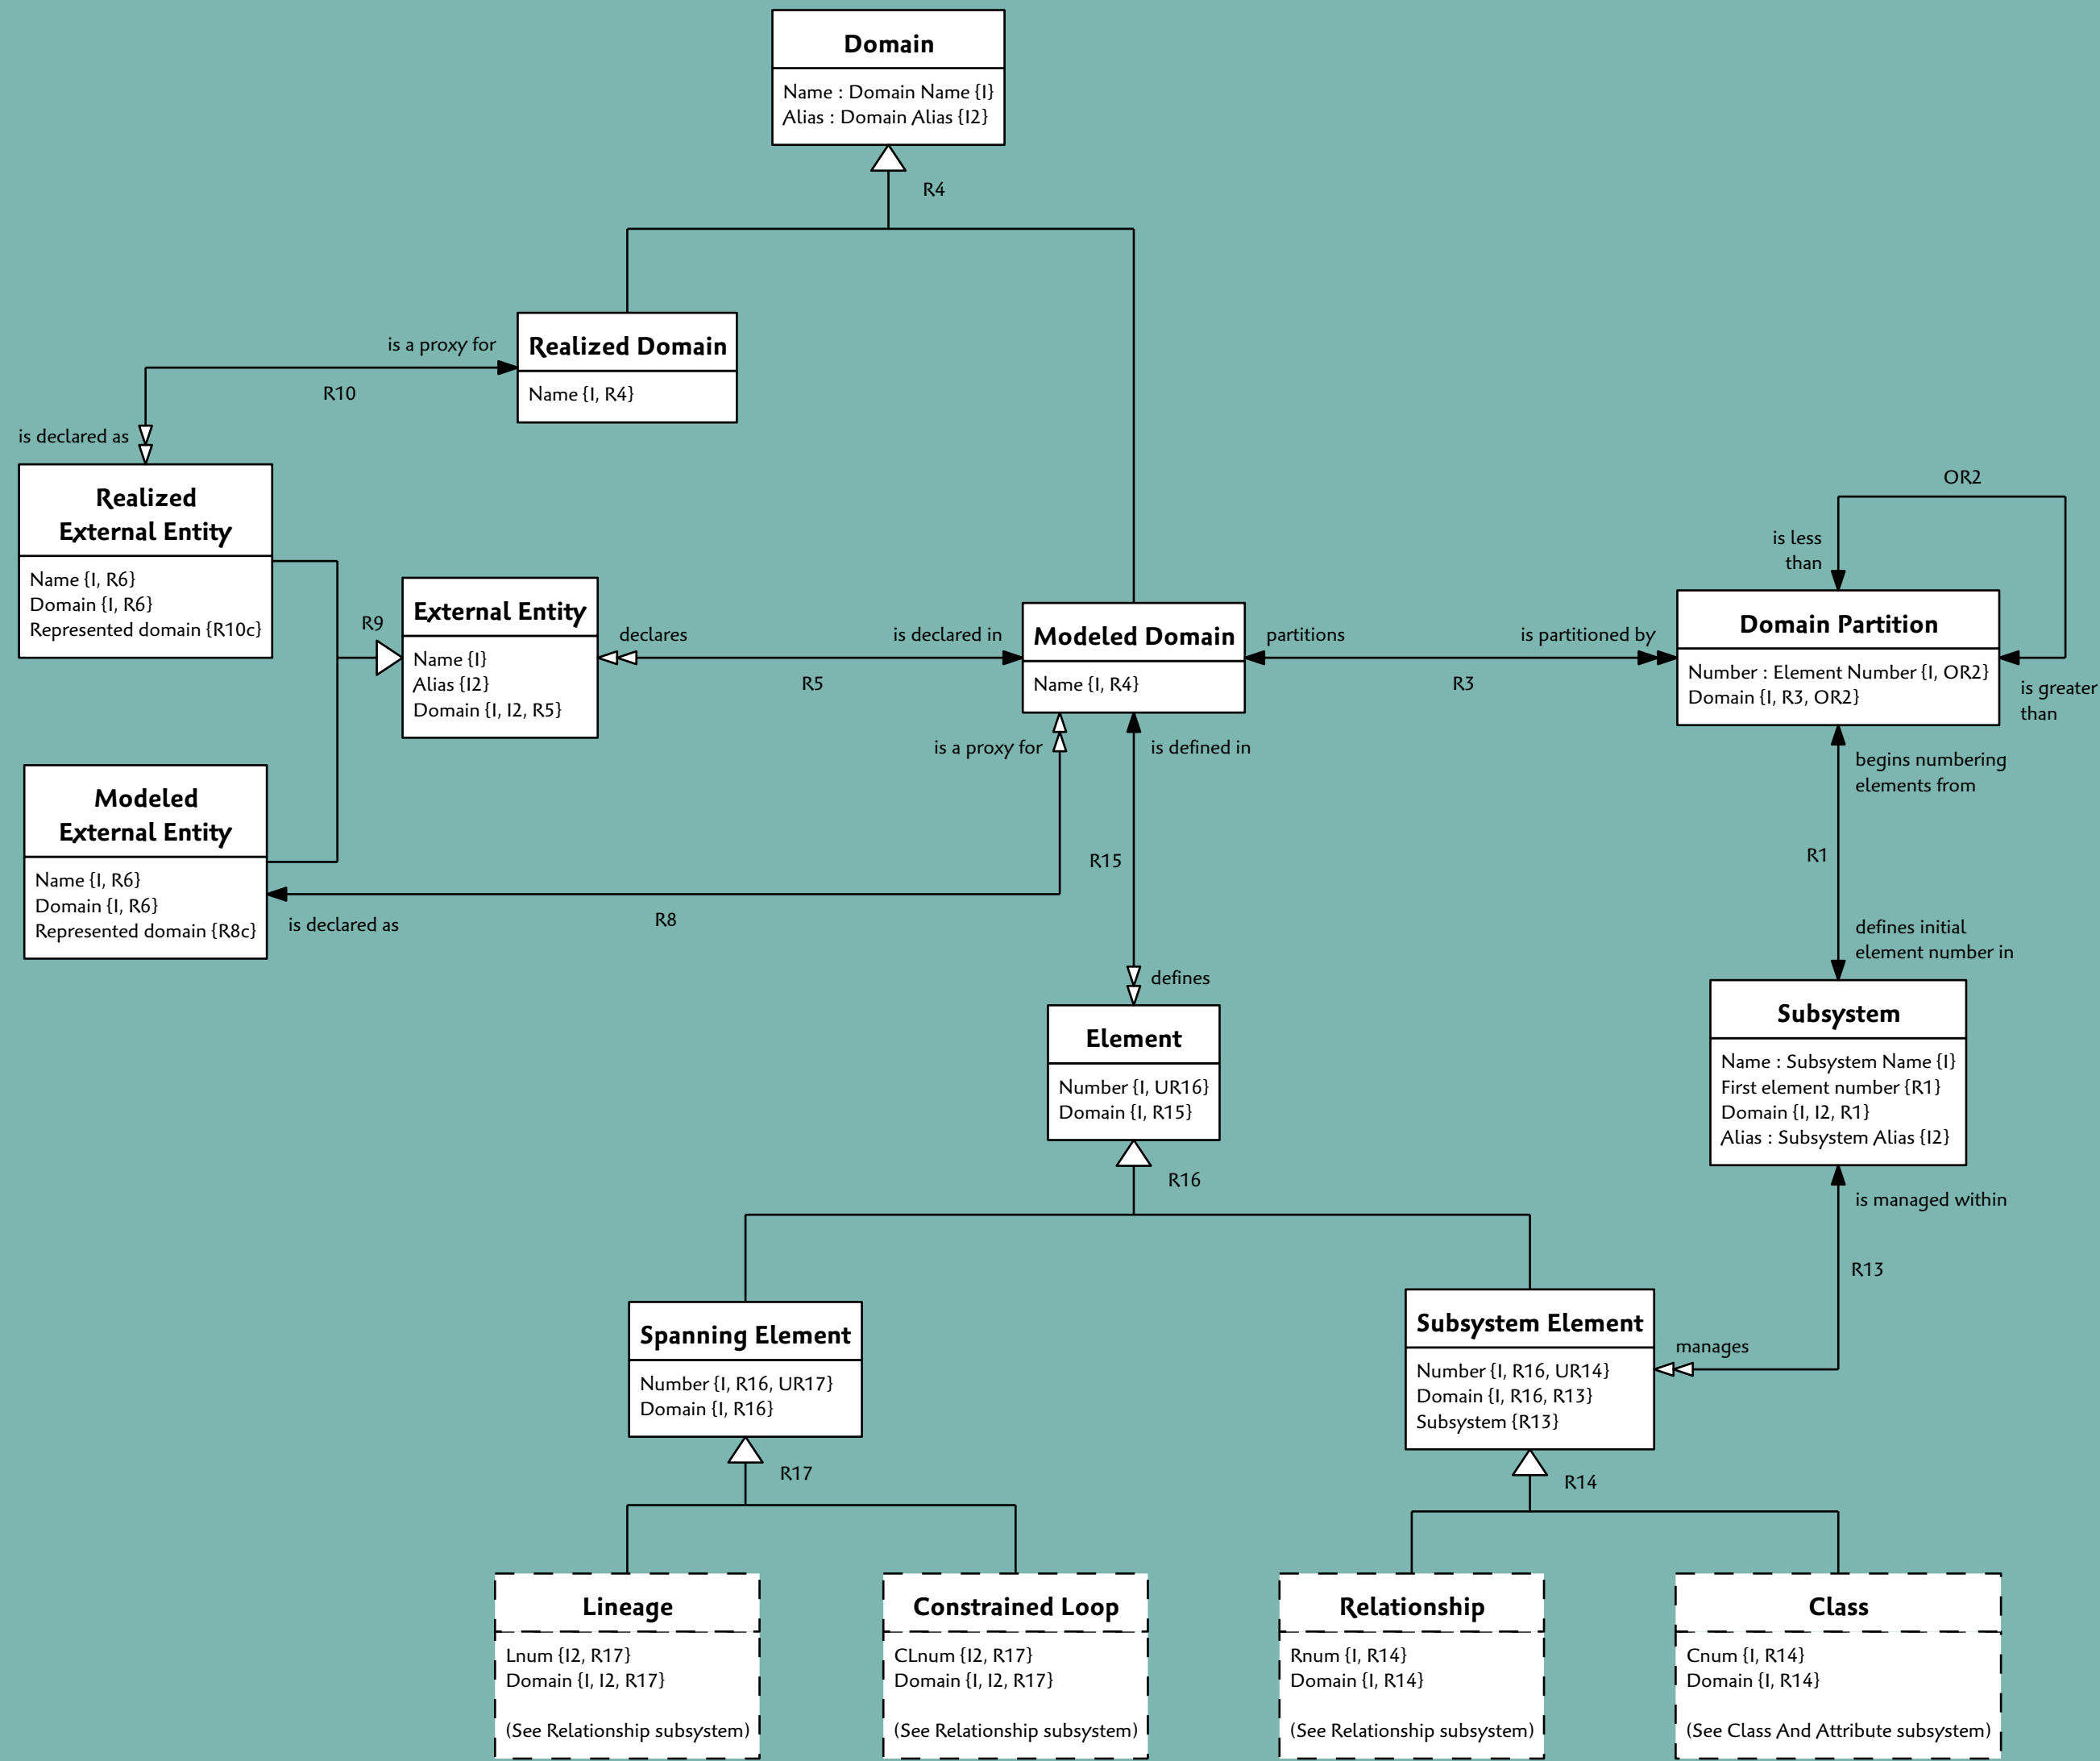 Domain
Name : Domain Name {I}
Alias : Domain Alias {I2}
R4
is a proxy for
Realized Domain
Name {I, R4}
R10
is declared as
Realized
External Entity
Name {I, R6}
Domain {I, R6}
Represented domain {R10c}
R9
External Entity
Name {I}
Alias {I2}
Domain {I, I2, R5}
declares
is declared in
R5
Modeled Domain
Name {I, R4}
partitions
is partitioned by
R3
OR2
is less
than
Domain Partition
Number : Element Number {I, OR2}
Domain {I, R3, OR2}
is greater
than
is a proxy for
is defined in
begins numbering
elements from
Modeled
External Entity
Name {I, R6}
Domain {I, R6}
Represented domain {R8c}
is declared as
R8
R15
R1
defines initial
element number in
defines
Element
Number {I, UR16}
Domain {I, R15}
Subsystem
Name : Subsystem Name {I}
First element number {R1}
Domain {I, I2, R1}
Alias : Subsystem Alias {I2}
R16
is managed within
R13
manages
Spanning Element
Number {I, R16, UR17}
Domain {I, R16}
Subsystem Element
Number {I, R16, UR14}
Domain {I, R16, R13}
Subsystem {R13}
R17
R14
Lineage
Lnum {I2, R17}
Domain {I, I2, R17}
(See Relationship subsystem)
Constrained Loop
CLnum {I2, R17}
Domain {I, I2, R17}
(See Relationship subsystem)
Relationship
Rnum {I, R14}
Domain {I, R14}
(See Relationship subsystem)
Class
Cnum {I, R14}
Domain {I, R14}
(See Class And Attribute subsystem)